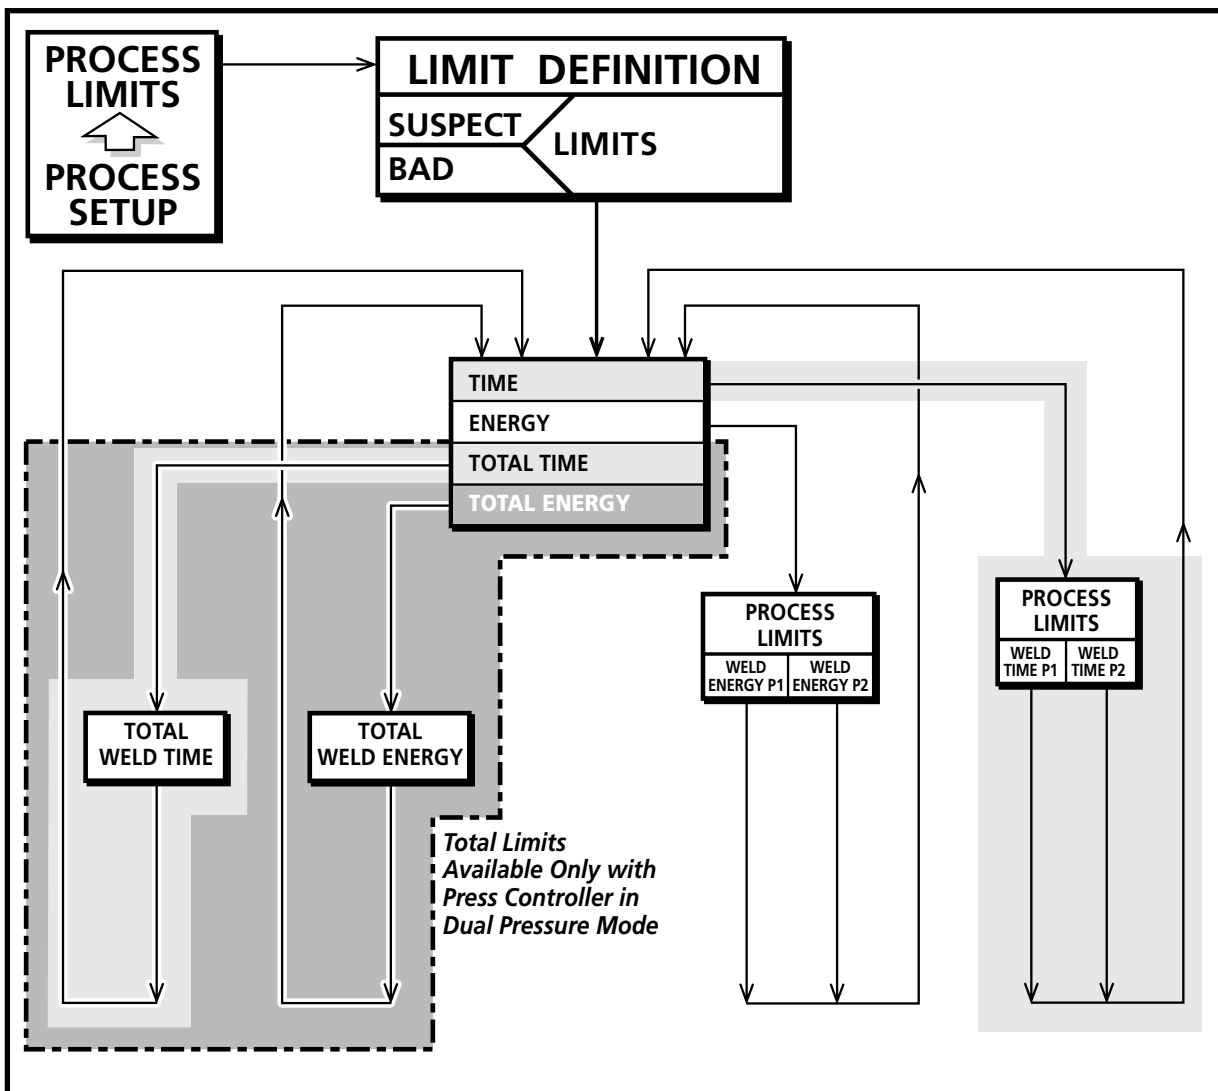 PROCESS
LIMITS
PROCESS
SETUP
LIMIT DEFINITION
SUSPECT
BAD
LIMITS
TIME
ENERGY
TOTAL TIME
TOTAL ENERGY
PROCESS
LIMITS
WELD
ENERGY P1
WELD
ENERGY P2
PROCESS
LIMITS
WELD
TIME P1
WELD
TIME P2
TOTAL
WELD TIME
TOTAL
WELD ENERGY
Total Limits
Available Only with
Press Controller in
Dual Pressure Mode